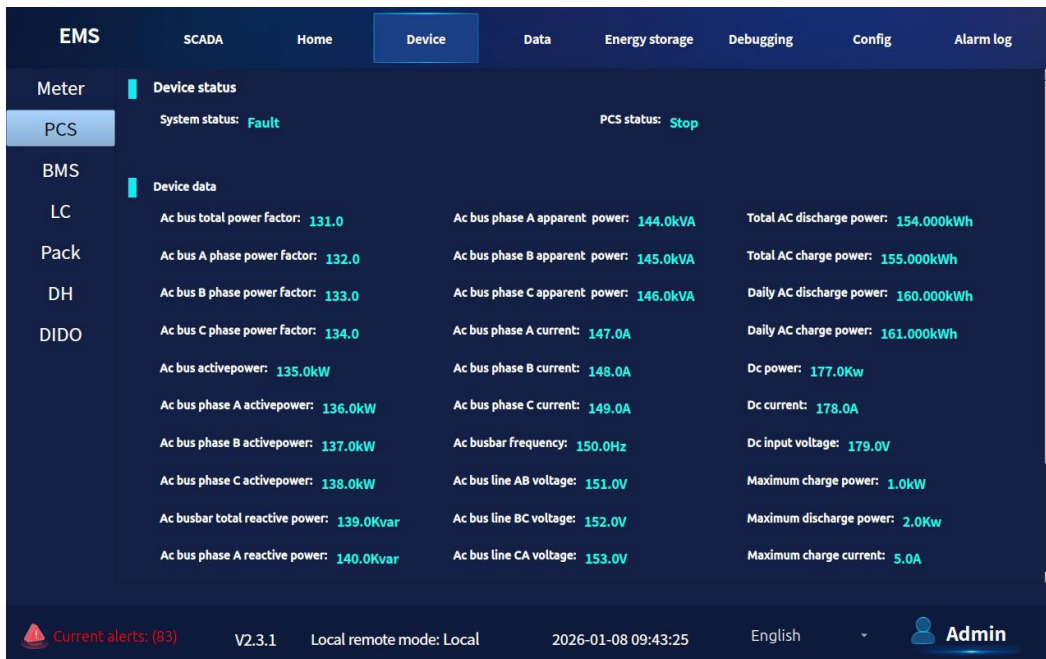 EMS SCADA Home Device Data Energy storage Debugging Config Alarm log
Meter
PCS
BMS
LC
Pack
DH
DIDO
Device status
System status: Fault PCS status: Stop
Device data
Ac bus total power factor: 131.0 Ac bus phase A apparent power: 144.0kVA Total AC discharge power: 154.000kWh
Ac bus A phase power factor: 132.0 Ac bus phase B apparent power: 145.0kVA Total AC charge power: 155.000kWh
Ac bus B phase power factor: 133.0 Ac bus phase C apparent power: 146.0kVA Daily AC discharge power: 160.000kWh
Ac bus C phase power factor: 134.0 Ac bus phase A current: 147.0A Daily AC charge power: 161.000kWh
Ac bus activepower: 135.0kW Ac bus phase B current: 148.0A Dc power: 177.0Kw
Ac bus phase A activepower: 136.0kW Ac bus phase C current: 149.0A Dc current: 178.0A
Ac bus phase B activepower: 137.0kW Ac busbar frequency: 150.0Hz Dc input voltage: 179.0V
Ac bus phase C activepower: 138.0kW Ac bus line AB voltage: 151.0V Maximum charge power: 1.0kW
Ac busbar total reactive power: 139.0Kvar Ac bus line BC voltage: 152.0V Maximum discharge power: 2.0Kw
Ac bus phase A reactive power: 140.0Kvar Ac bus line CA voltage: 153.0V Maximum charge current: 5.0A
Current alerts: (83) V2.3.1 Local remote mode: Local 2026-01-08 09:43:25 English Admin